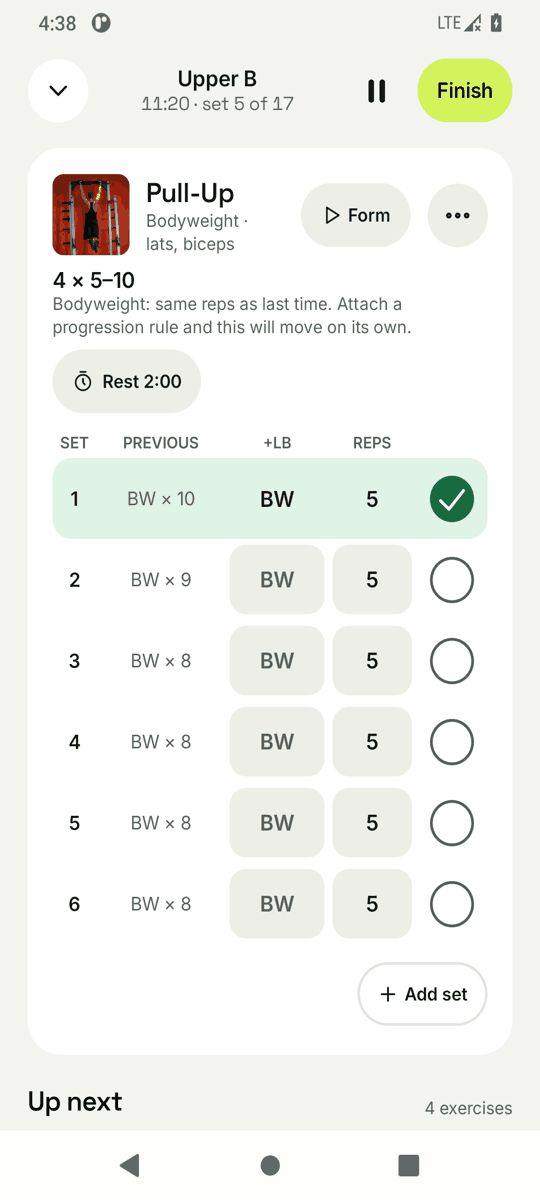 4:38
LTE
Upper B
11:20 · set 5 of 17
Finish
Pull-Up
Bodyweight ·
lats, biceps
Form
4 × 5–10
Bodyweight: same reps as last time. Attach a
progression rule and this will move on its own.
Rest 2:00
SET PREVIOUS +LB REPS
1 BW × 10 BW 5
2 BW × 9 BW 5
3 BW × 8 BW 5
4 BW × 8 BW 5
5 BW × 8 BW 5
6 BW × 8 BW 5
+ Add set
Up next
4 exercises